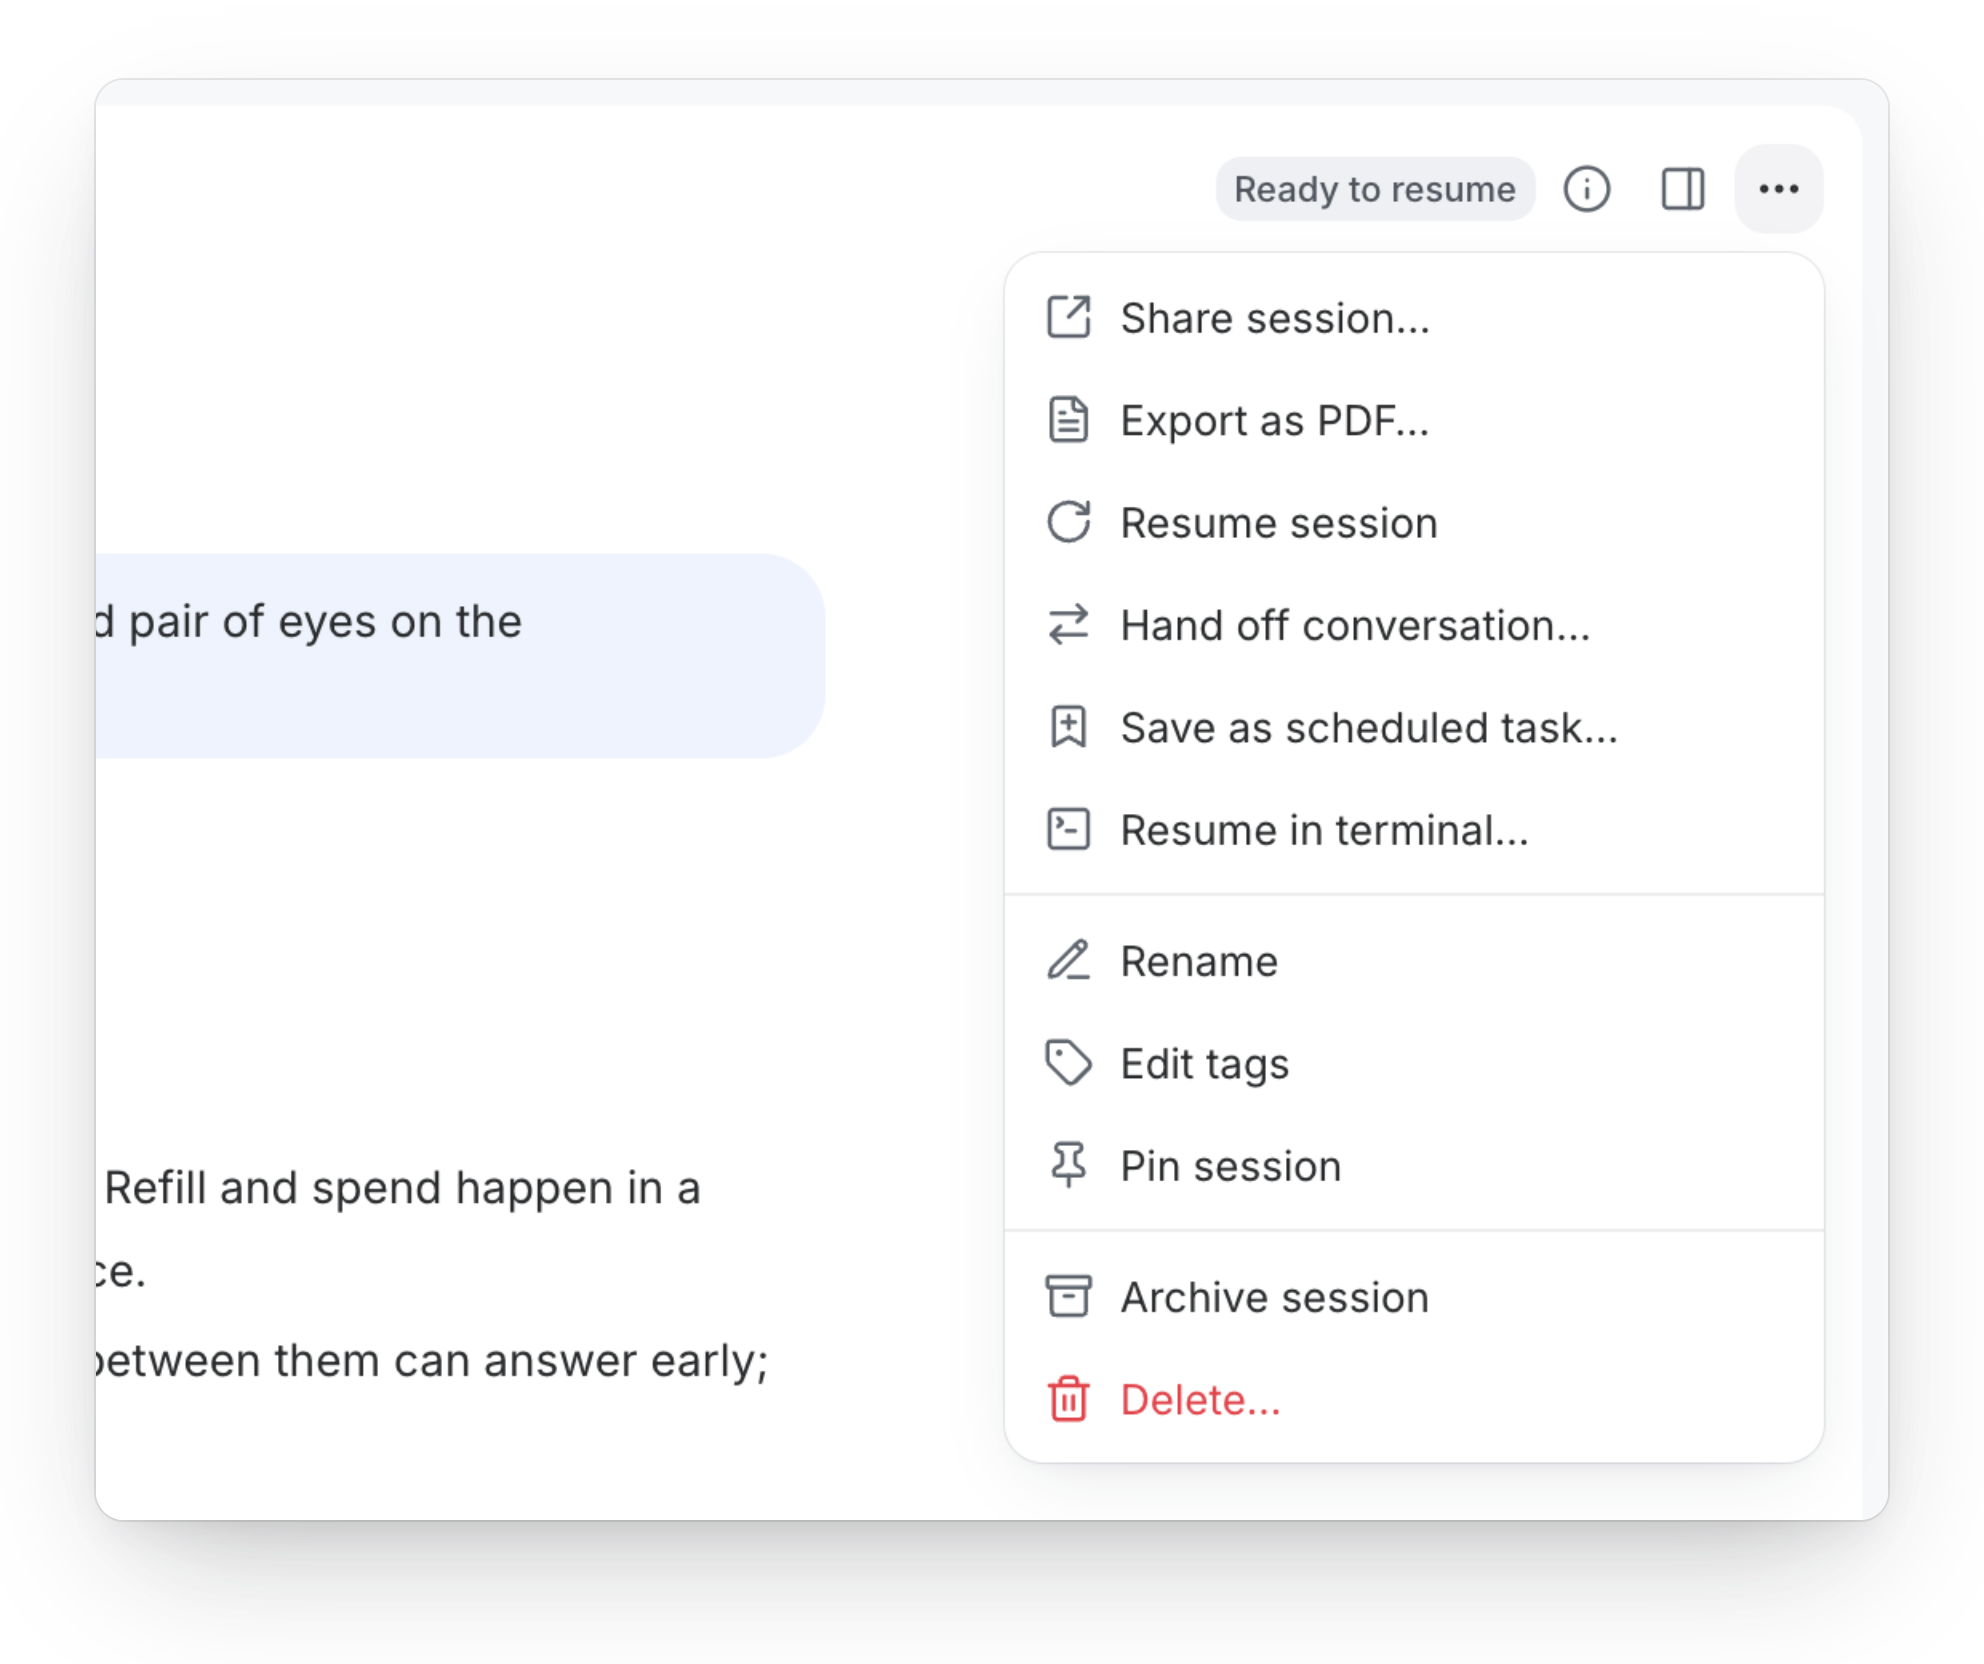 Ready to resume
Share session...
Export as PDF...
Resume session
Hand off conversation...
Save as scheduled task...
Resume in terminal...
Rename
Edit tags
Pin session
Archive session
Delete...
pair of eyes on the
Refill and spend happen in a
between them can answer early;